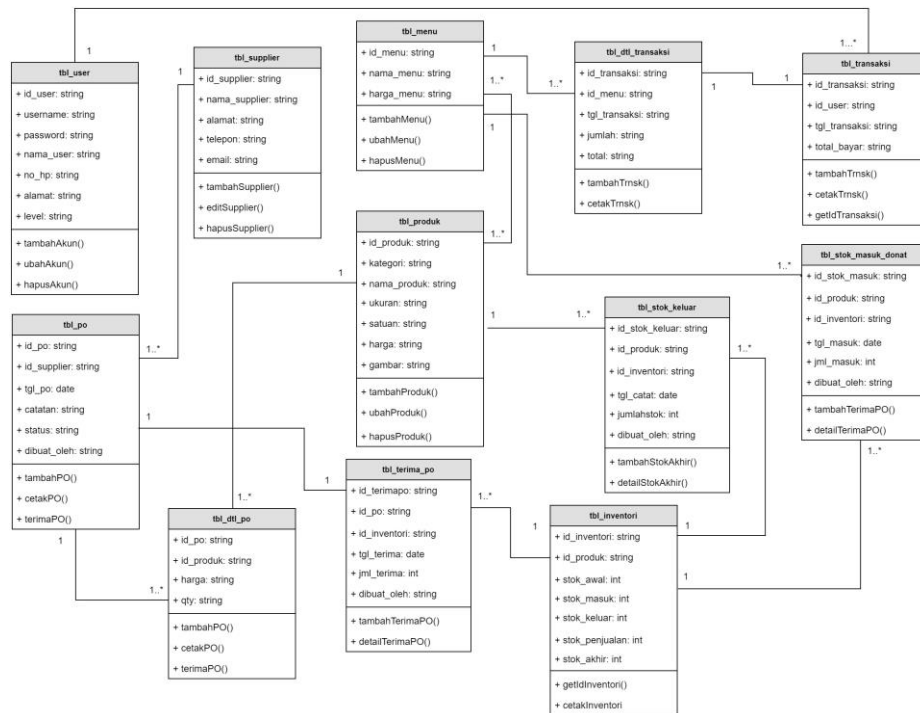 1
1...*
tbl_user
+ id_user: string
+ username: string
+ password: string
+ nama_user: string
+ no_hp: string
+ alamat: string
+ level: string
+ tambahAkun()
+ ubahAkun()
+ hapusAkun()
1
tbl_supplier
+ id_supplier: string
+ nama_supplier: string
+ alamat: string
+ telepon: string
+ email: string
+ tambahSupplier()
+ editSupplier()
+ hapusSupplier()
tbl_menu
+ id_menu: string
+ nama_menu: string
+ harga_menu: string
+ tambahMenu()
+ ubahMenu()
+ hapusMenu()
1
1..*
1
1..*
tbl_dtl_transaksi
+ id_transaksi: string
+ id_menu: string
+ tgl_transaksi: string
+ jumlah: string
+ total: string
+ tambahTrnsk()
+ cetakTrnsk()
1
1
tbl_transaksi
+ id_transaksi: string
+ id_user: string
+ tgl_transaksi: string
+ total_bayar: string
+ tambahTrnsk()
+ cetakTrnsk()
+ getIdTransaksi()
tbl_produk
+ id_produk: string
+ kategori: string
+ nama_produk: string
+ ukuran: string
+ satuan: string
+ harga: string
+ gambar: string
+ tambahProduk()
+ ubahProduk()
+ hapusProduk()
1
1..*
1
1..*
1..*
tbl_stok_keluar
+ id_stok_keluar: string
+ id_produk: string
+ id_inventori: string
+ tgl_catat: date
+ jumlahstok: int
+ dibuat_oleh: string
+ tambahStokAkhir()
+ detailStokAkhir()
1..*
tbl_stok_masuk_donat
+ id_stok_masuk: string
+ id_produk: string
+ id_inventori: string
+ tgl_masuk: date
+ jml_masuk: int
+ dibuat_oleh: string
+ tambahTerimaPO()
+ detailTerimaPO()
1..*
tbl_po
+ id_po: string
+ id_supplier: string
+ tgl_po: date
+ catatan: string
+ status: string
+ dibuat_oleh: string
+ tambahPO()
+ cetakPO()
+ terimaPO()
1..*
1
1
1..*
1..*
tbl_dtl_po
+ id_po: string
+ id_produk: string
+ harga: string
+ qty: string
+ tambahPO()
+ cetakPO()
+ terimaPO()
1
tbl_terima_po
+ id_terimapo: string
+ id_po: string
+ id_inventori: string
+ tgl_terima: date
+ jml_terima: int
+ dibuat_oleh: string
+ tambahTerimaPO()
+ detailTerimaPO()
1..*
1
1
1
tbl_inventori
+ id_inventori: string
+ id_produk: string
+ stok_awal: int
+ stok_masuk: int
+ stok_keluar: int
+ stok_penjualan: int
+ stok_akhir: int
+ getIdInventori()
+ cetakInventori